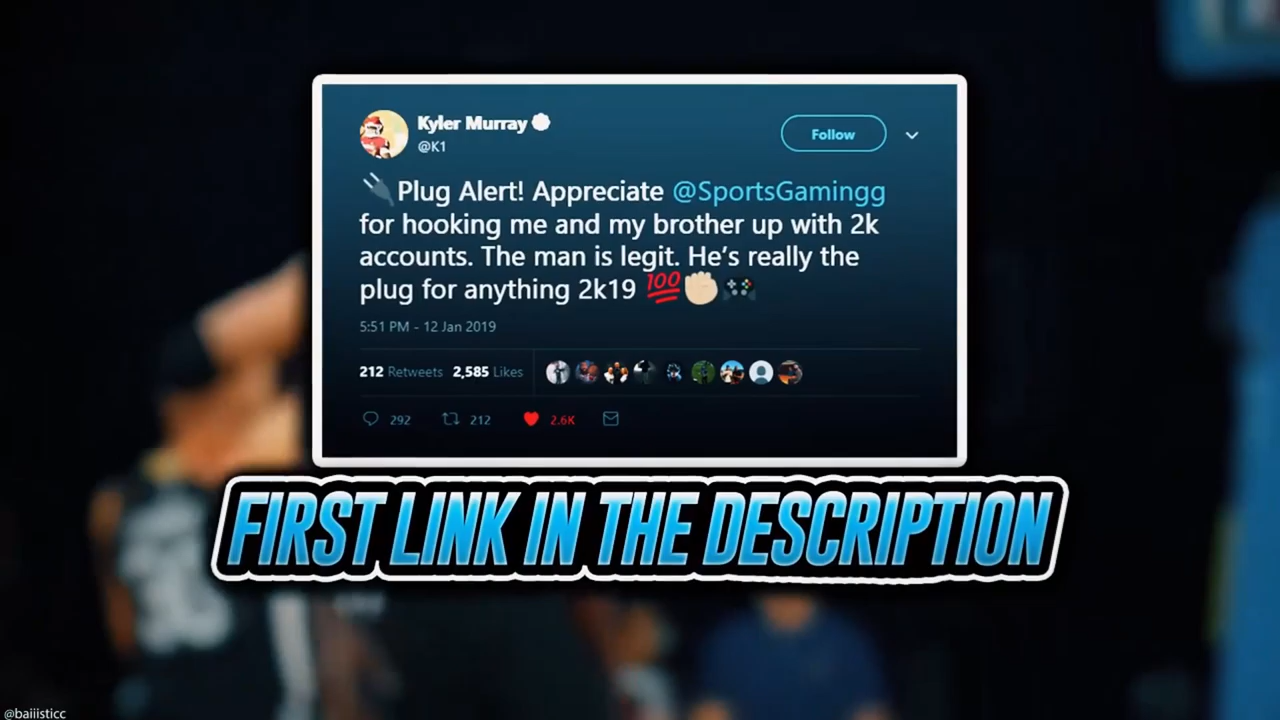 Kyler Murray
@K1
Follow
🔌Plug Alert! Appreciate @SportsGamingg
for hooking me and my brother up with 2k
accounts. The man is legit. He’s really the
plug for anything 2k19 💯✊🏼🎮
5:51 PM - 12 Jan 2019
212 Retweets 2,585 Likes
292 212 2.6K
FIRST LINK IN THE DESCRIPTION
@baiiisticc